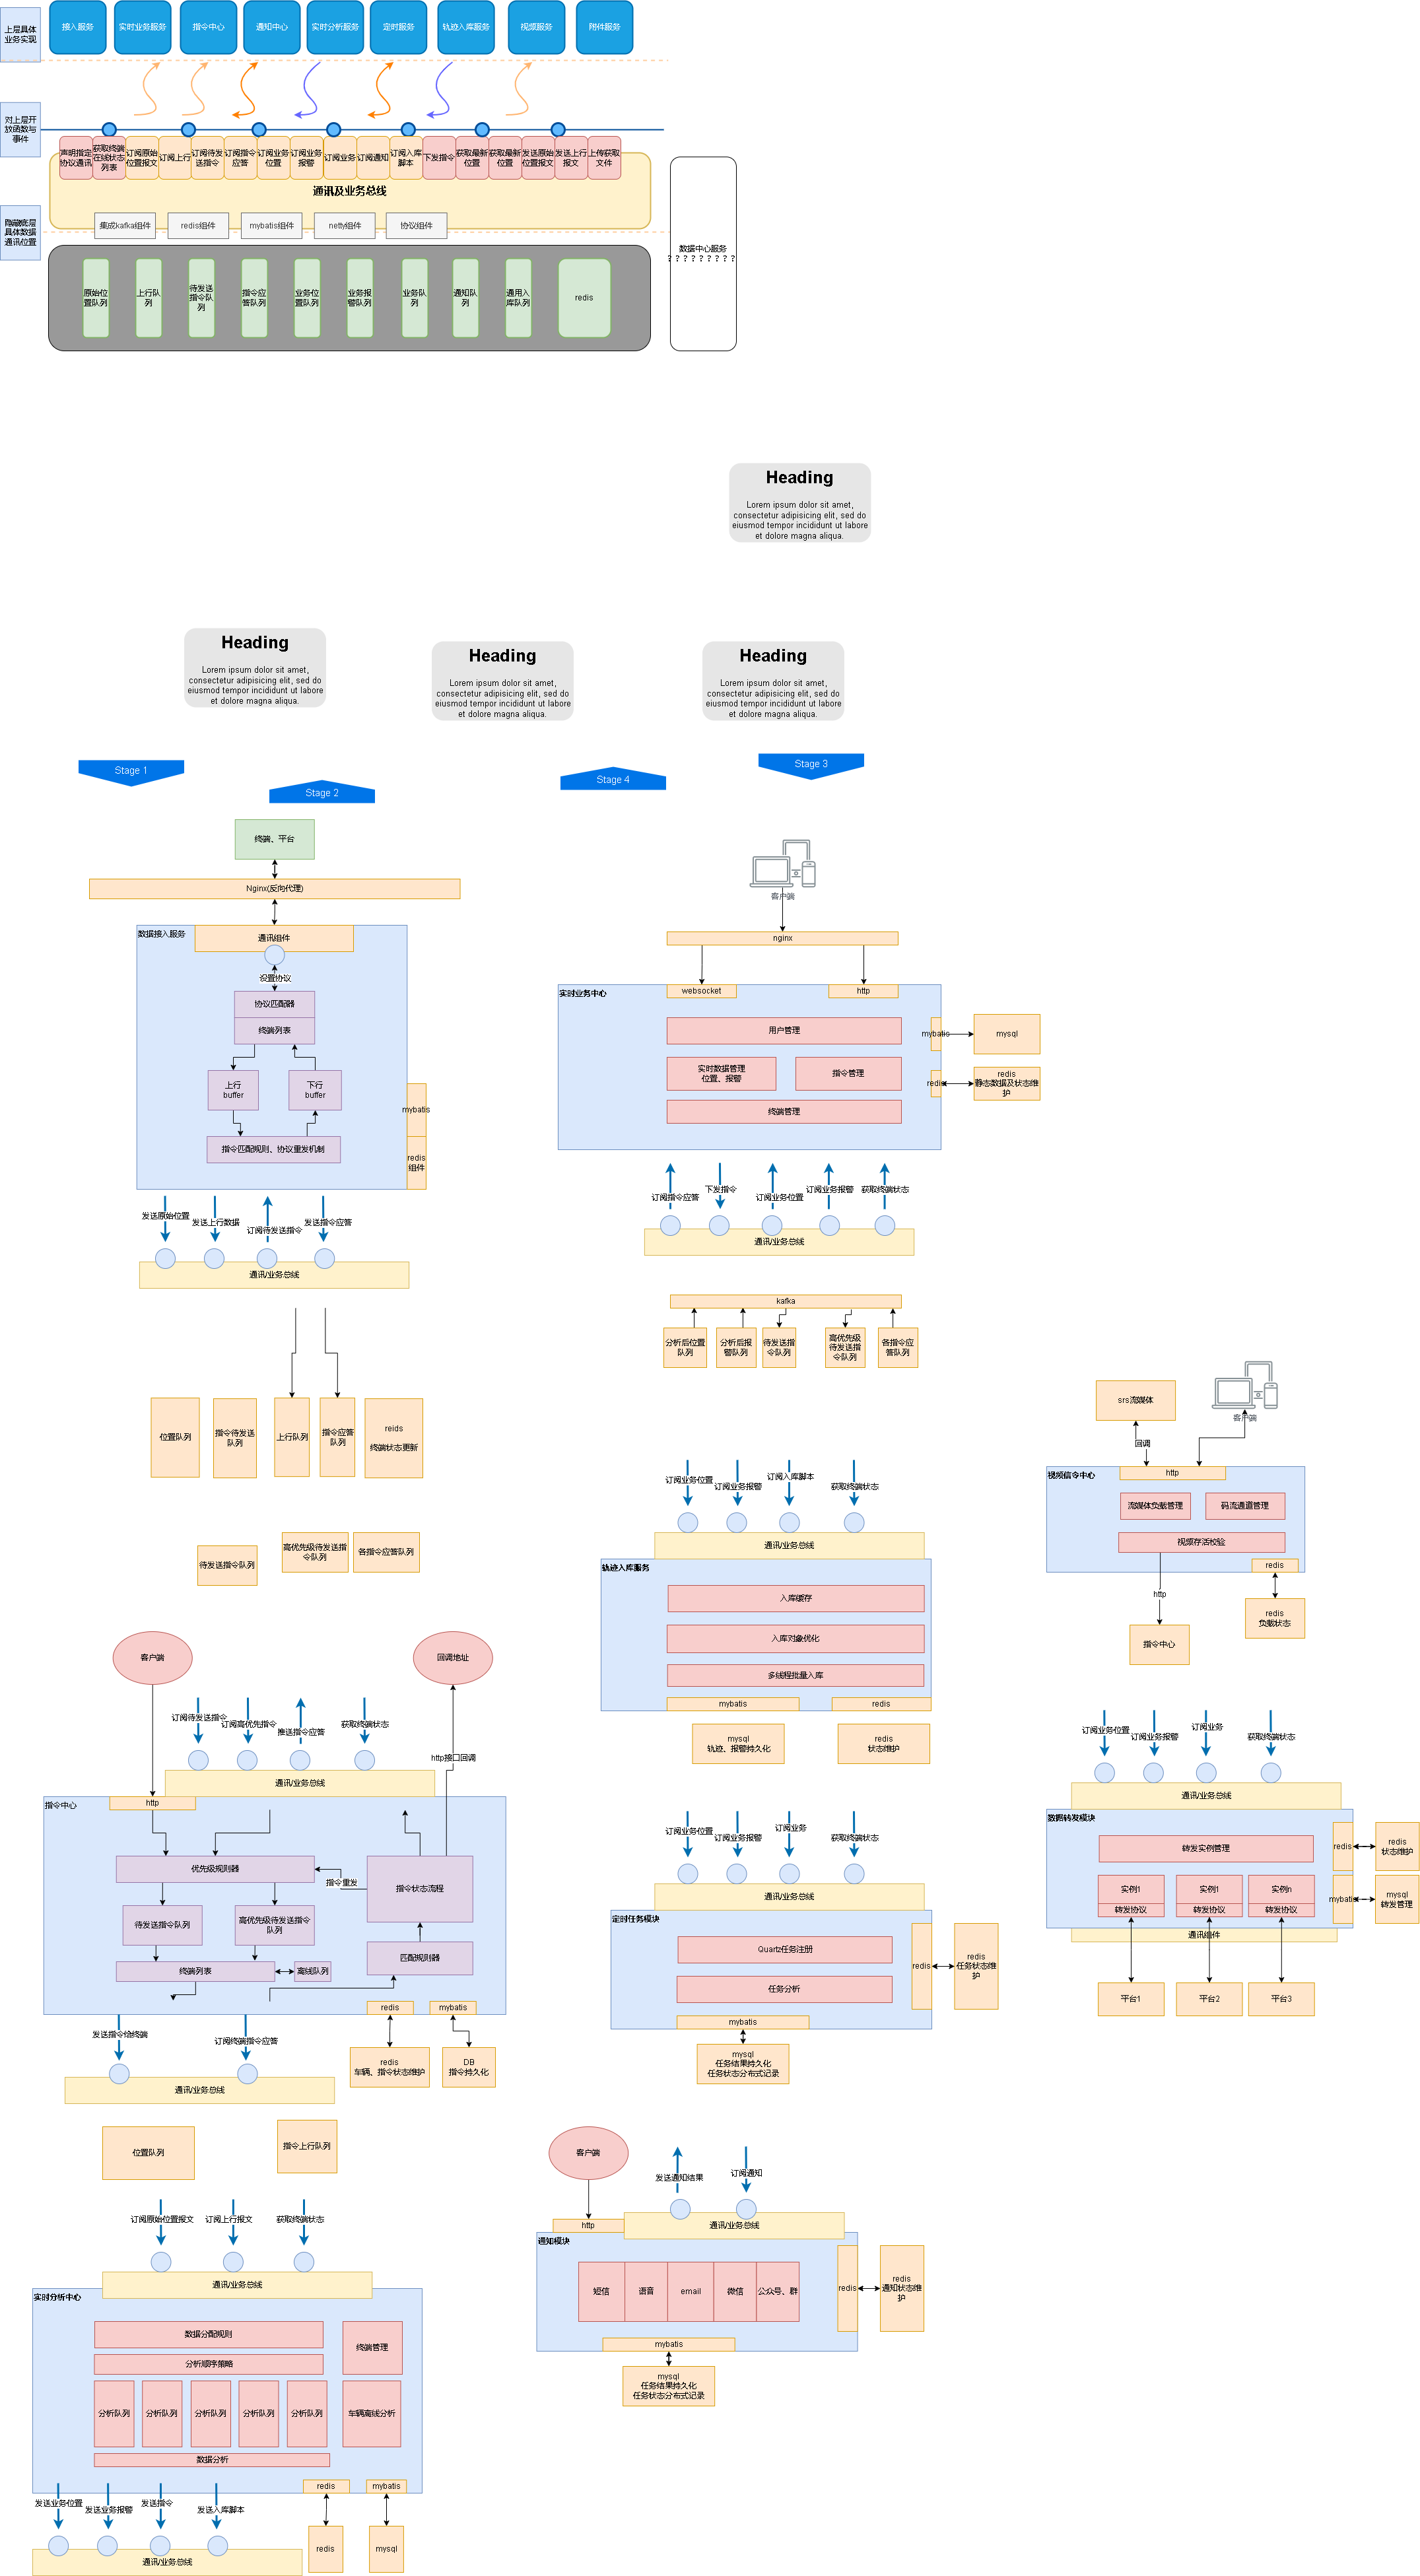 上层具体
业务实现
接入服务
实时业务服务
指令中心
通知中心
实时分析服务
定时服务
轨迹入库服务
视频服务
附件服务
对上层开
放函数与
事件
声明指定
协议通讯
获取终端
在线状态
列表
订阅原始
位置报文
订阅上行
订阅待发
送指令
订阅指令
应答
订阅业务
位置
订阅业务
报警
订阅业务
订阅通知
订阅入库
脚本
下发指令
获取最新
位置
获取最新
位置
发送原始
位置报文
发送上行
报文
上传获取
文件
通讯及业务总线
隐藏底层
具体数据
通讯位置
集成kafka组件
redis组件
mybatis组件
netty组件
协议组件
数据中心服务
？？？？？？？？？
原始位
置队列
上行队
列
待发送
指令队
列
指令应
答队列
业务位
置队列
业务报
警队列
业务队
列
通知队
列
通用入
库队列
redis
Heading
Lorem ipsum dolor sit amet,
consectetur adipisicing elit, sed do
eiusmod tempor incididunt ut labore
et dolore magna aliqua.
Heading
Lorem ipsum dolor sit amet,
consectetur adipisicing elit, sed do
eiusmod tempor incididunt ut labore
et dolore magna aliqua.
Heading
Lorem ipsum dolor sit amet,
consectetur adipisicing elit, sed do
eiusmod tempor incididunt ut labore
et dolore magna aliqua.
Heading
Lorem ipsum dolor sit amet,
consectetur adipisicing elit, sed do
eiusmod tempor incididunt ut labore
et dolore magna aliqua.
Stage 1
Stage 2
Stage 4
Stage 3
终端、平台
Nginx(反向代理)
数据接入服务
通讯组件
设置协议
协议匹配器
终端列表
上行
buffer
下行
buffer
指令匹配规则、协议重发机制
mybatis
redis
组件
发送原始位置
发送上行数据
订阅待发送指令
发送指令应答
通讯/业务总线
位置队列
指令待发送
队列
上行队列
指令应答
队列
reids
终端状态更新
待发送指令队列
高优先级待发送指
令队列
各指令应答队列
客户端
nginx
实时业务中心
websocket
http
用户管理
实时数据管理
位置、报警
指令管理
终端管理
mybatis
mysql
redis
redis
静态数据及状态维
护
订阅指令应答
下发指令
订阅业务位置
订阅业务报警
获取终端状态
通讯/业务总线
kafka
分析后位置
队列
分析后报
警队列
待发送指
令队列
高优先级
待发送指
令队列
各指令应
答队列
订阅业务位置
订阅业务报警
订阅入库脚本
获取终端状态
通讯/业务总线
轨迹入库服务
入库缓存
入库对象优化
多线程批量入库
mybatis
redis
mysql
轨迹、报警持久化
redis
状态维护
srs流媒体
客户端
回调
视频信令中心
http
流媒体负载管理
码流通道管理
视频存活校验
redis
http
指令中心
redis
负载状态
客户端
回调地址
订阅待发送指令
订阅高优先指令
推送指令应答
获取终端状态
http接口回调
通讯/业务总线
指令中心
http
优先级规则器
指令重发
指令状态流程
待发送指令队列
高优先级待发送指令
队列
匹配规则器
终端列表
离线队列
redis
mybatis
发送指令给终端
订阅终端指令应答
redis
车辆、指令状态维护
DB
指令持久化
通讯/业务总线
位置队列
指令上行队列
订阅业务位置
订阅业务报警
订阅业务
获取终端状态
通讯/业务总线
定时任务模块
Quartz任务注册
任务分析
mybatis
redis
redis
任务状态维
护
mysql
任务结果持久化
任务状态分布式记录
订阅业务位置
订阅业务报警
订阅业务
获取终端状态
通讯/业务总线
数据转发模块
转发实例管理
实例1
转发协议
实例1
转发协议
实例n
转发协议
通讯组件
redis
redis
状态维护
mybatis
mysql
转发管理
平台1
平台2
平台3
客户端
发送通知结果
订阅通知
http
通讯/业务总线
通知模块
短信
语音
email
微信
公众号、群
redis
redis
通知状态维
护
mybatis
mysql
任务结果持久化
任务状态分布式记录
订阅原始位置报文
订阅上行报文
获取终端状态
通讯/业务总线
实时分析中心
数据分配规则
终端管理
分析顺序策略
分析队列
分析队列
分析队列
分析队列
分析队列
车辆离线分析
数据分析
redis
mybatis
发送业务位置
发送业务报警
发送指令
发送入库脚本
redis
mysql
通讯/业务总线